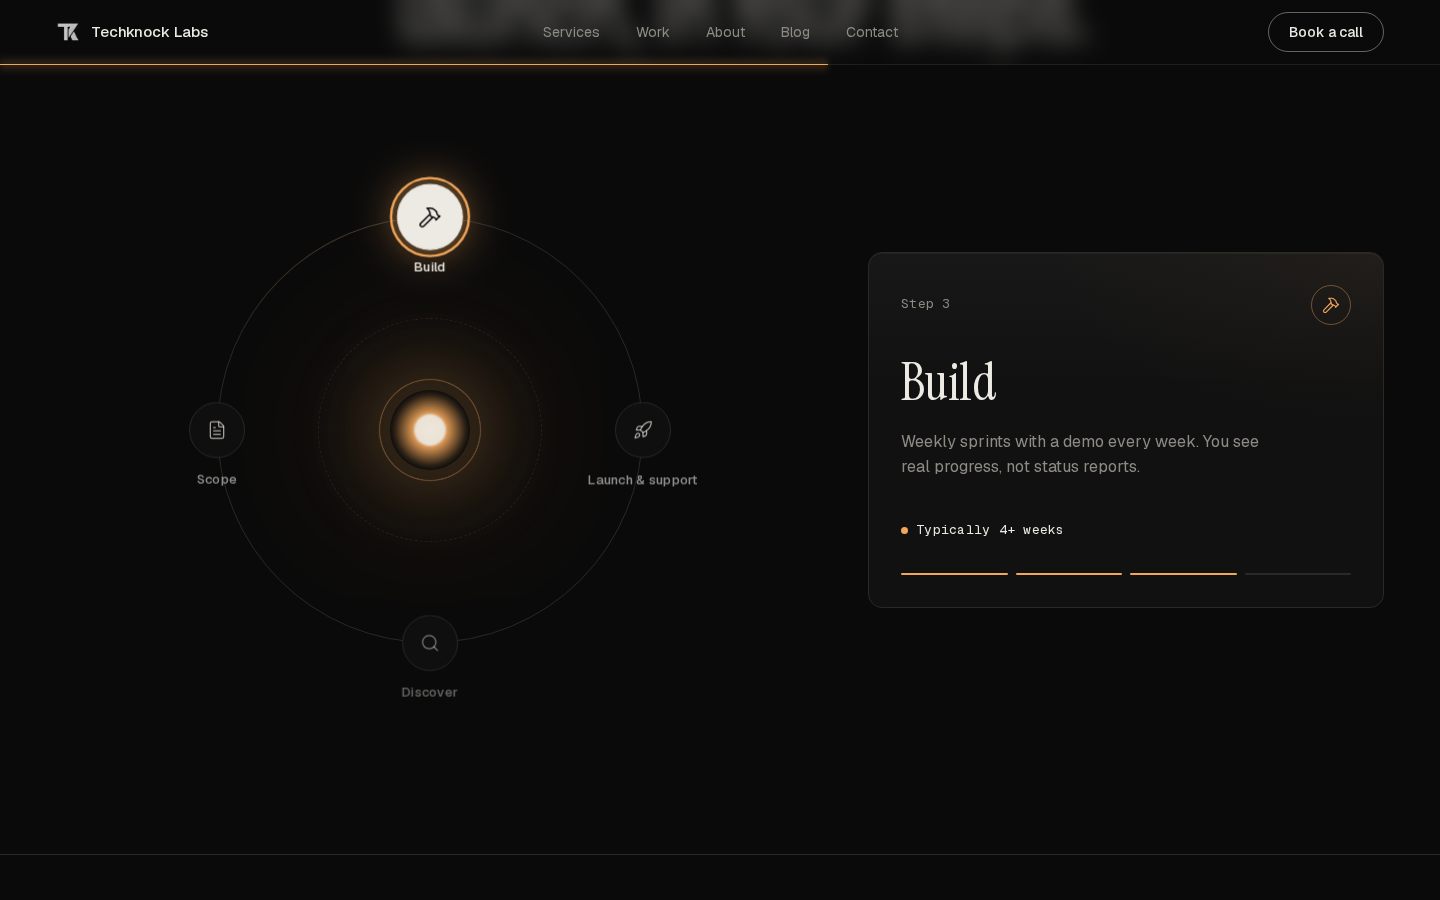 Techknock Labs
Services
Work
About
Blog
Contact
Book a call
Build
Scope
Launch & support
Discover
Step 3
Build
Weekly sprints with a demo every week. You see
real progress, not status reports.
Typically 4+ weeks